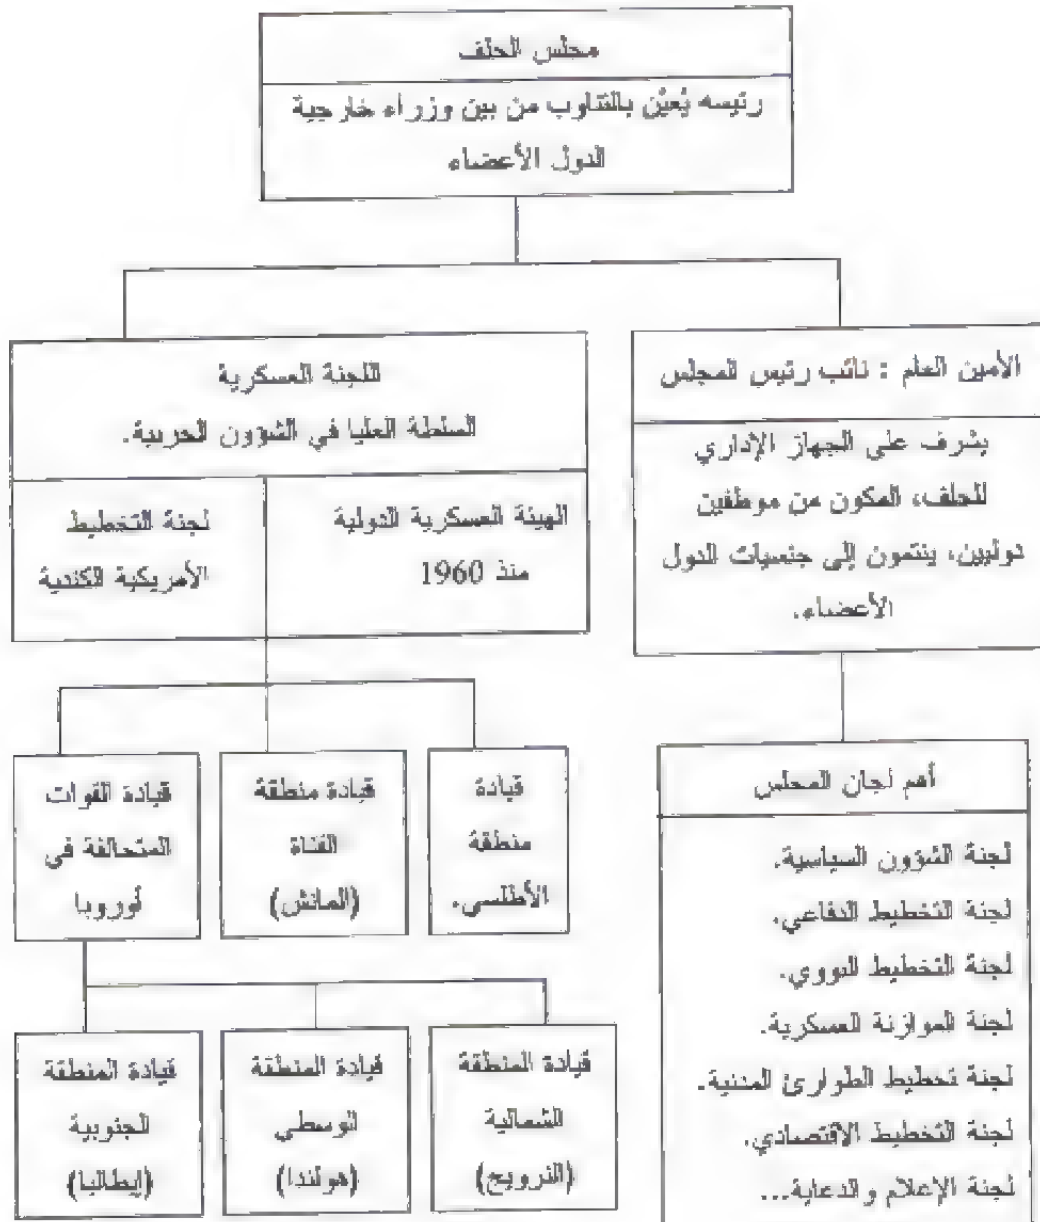 مجلس الحلف
رئيسه يُعيّن بالتناوب من بين وزراء خارجية
الدول الأعضاء
الأمين العام : نائب رئيس المجلس
يشرف على الجهاز الإداري
للحلف، المكون من موظفين
دوليين، ينتمون إلى جنسيات الدول
الأعضاء.
أهم لجان المجلس
لجنة الشؤون السياسية.
لجنة التخطيط الدفاعي.
لجنة التخطيط النووي.
لجنة الموازنة العسكرية.
لجنة تخطيط الطوارئ المدنية.
لجنة التخطيط الاقتصادي.
لجنة الإعلام والدعاية...
اللجنة العسكرية
السلطة العليا في الشؤون الحربية.
الهيئة العسكرية الدولية
منذ 1960
لجنة التخطيط
الأمريكية الكندية
قيادة
منطقة
الأطلسي.
قيادة منطقة
القناة
(المانش)
قيادة القوات
المتحالفة في
أوروبا
قيادة المنطقة
الشمالية
(النرويج)
قيادة المنطقة
الوسطى
(هولندا)
قيادة المنطقة
الجنوبية
(إيطاليا)